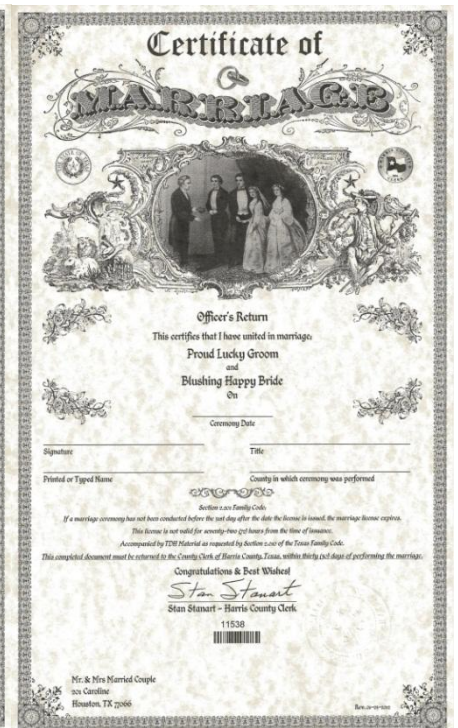 Certificate of
MARRIAGE
Officer's Return
This certifies that I have united in marriage:
Proud Lucky Groom
and
Blushing Happy Bride
On
Ceremony Date
Signature Title
Printed or Typed Name County in which ceremony was performed
Section 2.201 Family Code.
If a marriage ceremony has not been conducted before the day after the date the license is issued, the marriage license expires.
This license is not valid for seventy-two (72) hours from the time of issuance.
Accompanied by TDH Material as requested by Section Texas Family Code.
This completed document must be returned to the County Clerk of Harris County, Texas, within thirty (30) days of performing the marriage.
Congratulations & Best Wishes!
Stan Stanart
Stan Stanart - Harris County Clerk
11538
Mr. & Mrs Married Couple
201 Caroline
Houston, TX 77066